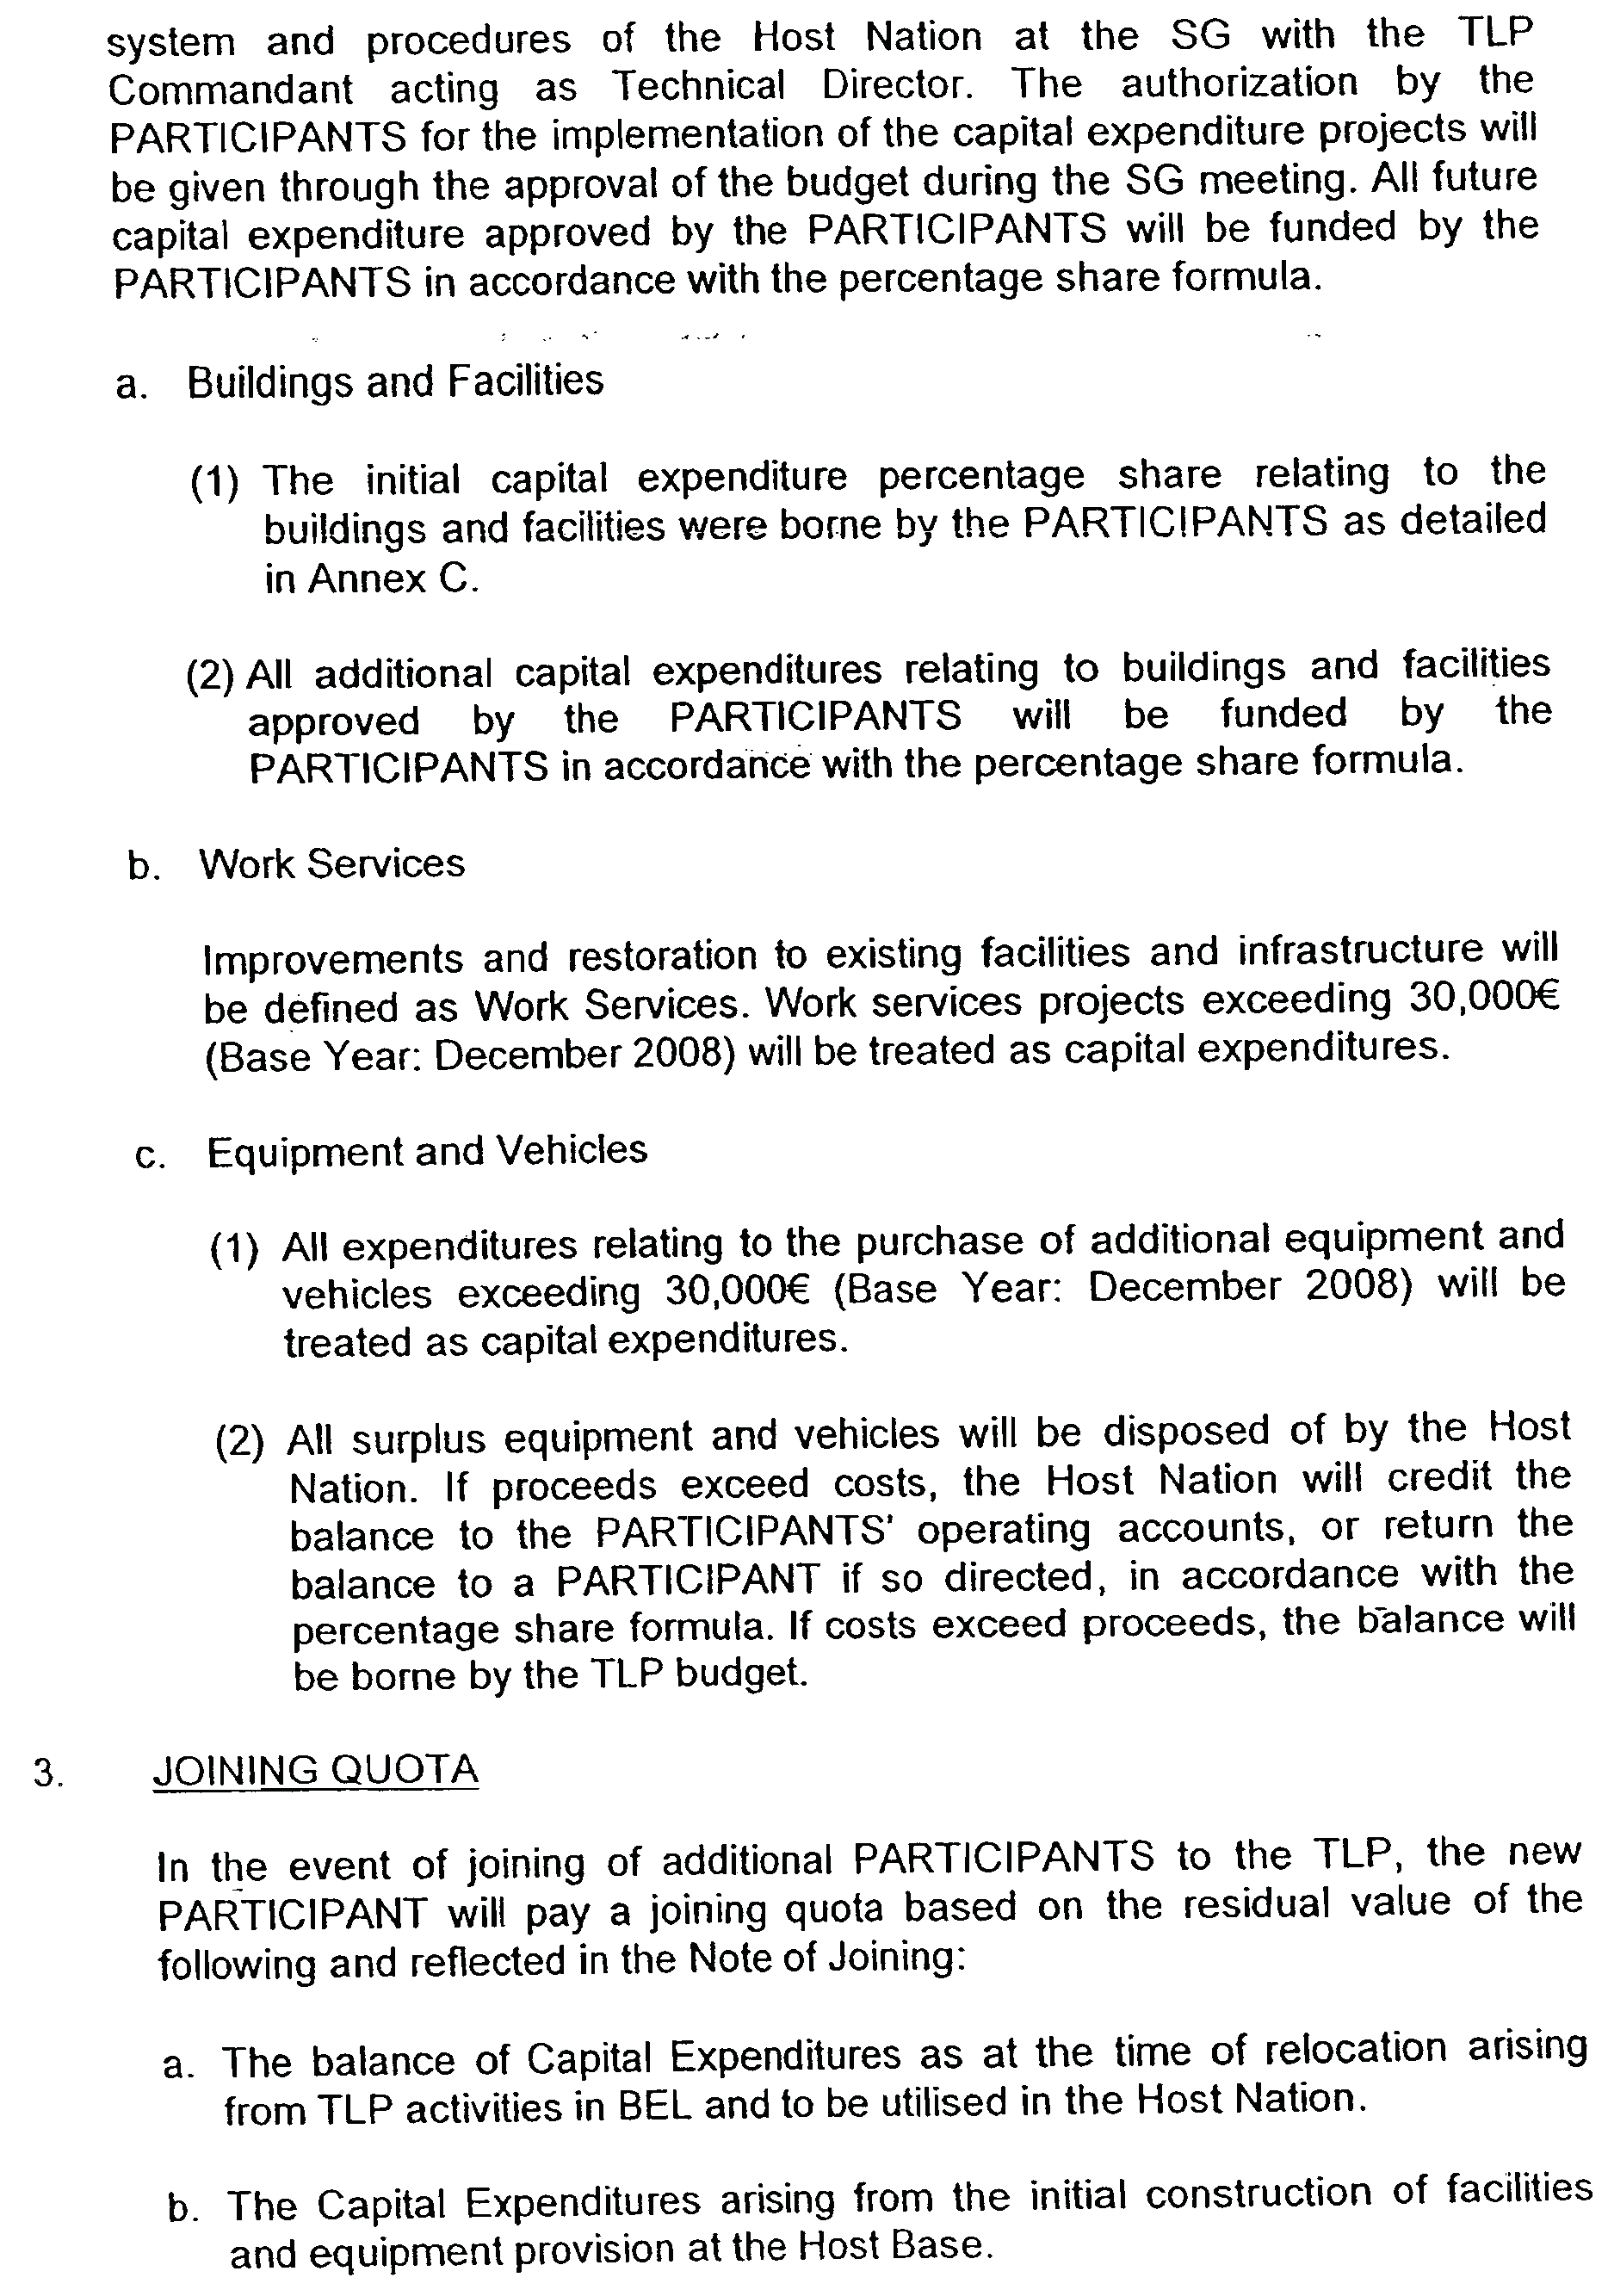 system and procedures of the Host Nation at the SG with the TLP
Commandant acting as Technical Director. The authorization by the
PARTICIPANTS for the implementation of the capital expenditure projects will
be given through the approval of the budget during the SG meeting. All future
capital expenditure approved by the PARTICIPANTS will be funded by the
PARTICIPANTS in accordance with the percentage share formula.
a. Buildings and Facilities
(1) The initial capital expenditure percentage share relating to the
buildings and facilities were borne by the PARTICIPANTS as detailed
in Annex C.
(2) All additional capital expenditures relating to buildings and facilities
approved by the PARTICIPANTS will be funded by the
PARTICIPANTS in accordance with the percentage share formula.
b. Work Services
Improvements and restoration to existing facilities and infrastructure will
be defined as Work Services. Work services projects exceeding 30,000€
(Base Year: December 2008) will be treated as capital expenditures.
c. Equipment and Vehicles
(1) All expenditures relating to the purchase of additional equipment and
vehicles exceeding 30,000€ (Base Year: December 2008) will be
treated as capital expenditures.
(2) All surplus equipment and vehicles will be disposed of by the Host
Nation. If proceeds exceed costs, the Host Nation will credit the
balance to the PARTICIPANTS' operating accounts, or return the
balance to a PARTICIPANT if so directed, in accordance with the
percentage share formula. If costs exceed proceeds, the balance will
be borne by the TLP budget.
3. JOINING QUOTA
In the event of joining of additional PARTICIPANTS to the TLP, the new
PARTICIPANT will pay a joining quota based on the residual value of the
following and reflected in the Note of Joining:
a. The balance of Capital Expenditures as at the time of relocation arising
from TLP activities in BEL and to be utilised in the Host Nation.
b. The Capital Expenditures arising from the initial construction of facilities
and equipment provision at the Host Base.